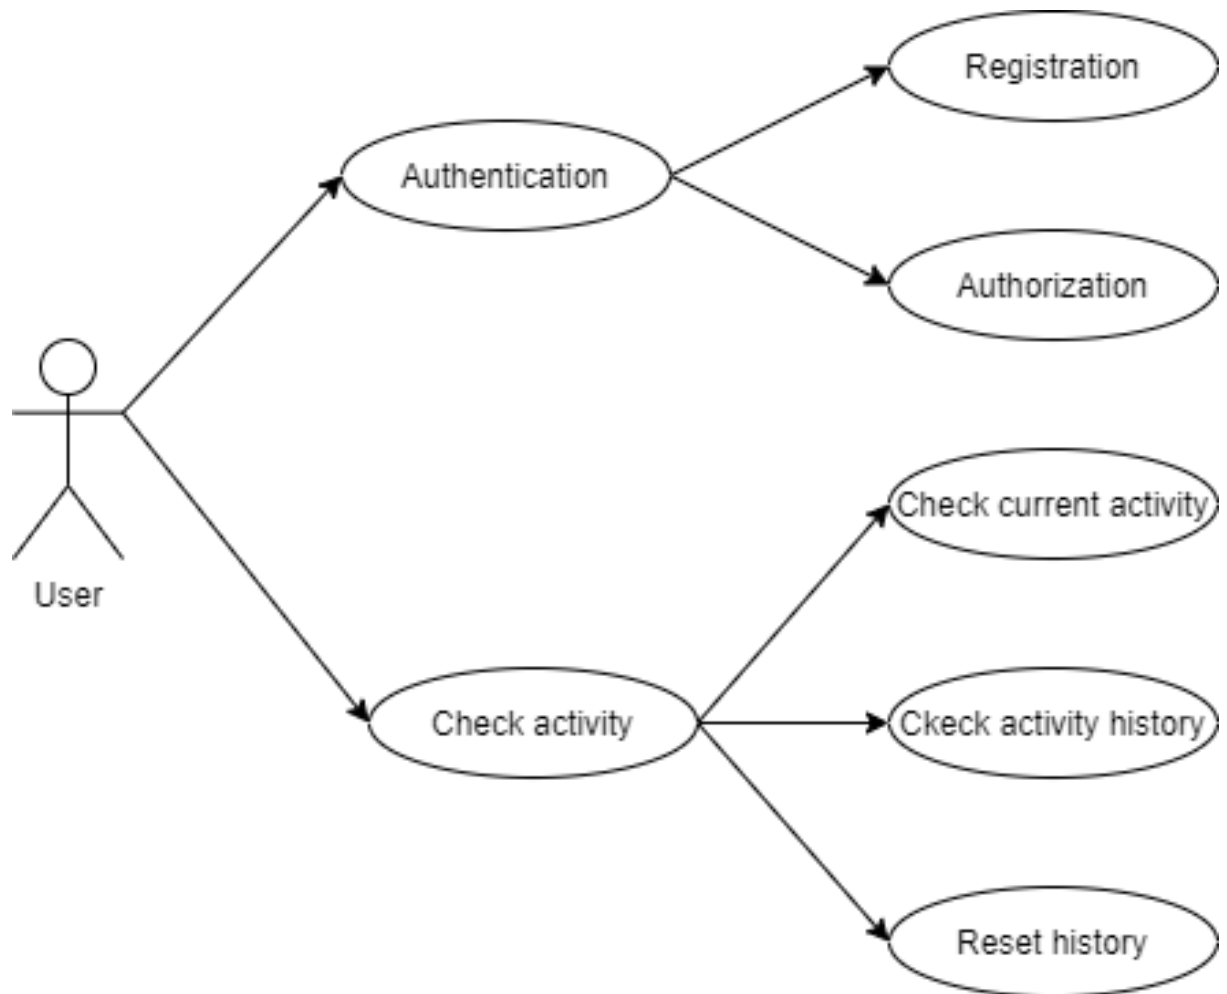 Registration
Authentication
Authorization
User
Check current activity
Check activity
Ckeck activity history
Reset history